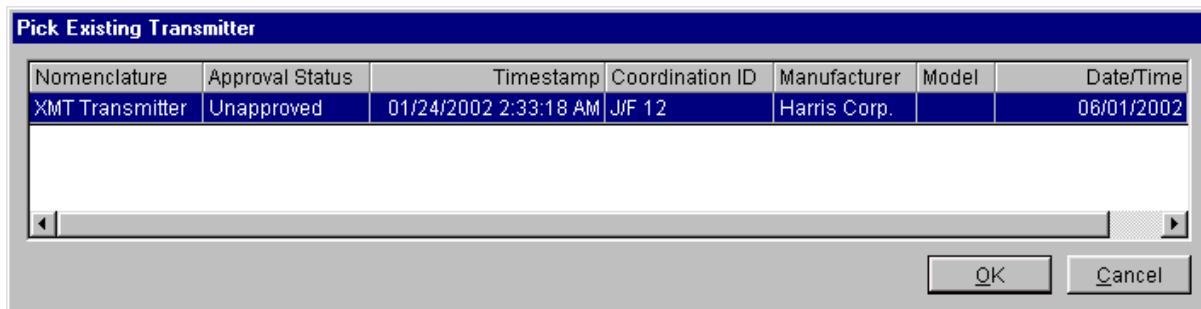 Pick Existing Transmitter
Nomenclature Approval Status Timestamp Coordination ID Manufacturer Model Date/Time
XMT Transmitter Unapproved 01/24/2002 2:33:18 AM J/F 12 Harris Corp. 06/01/2002
OK Cancel